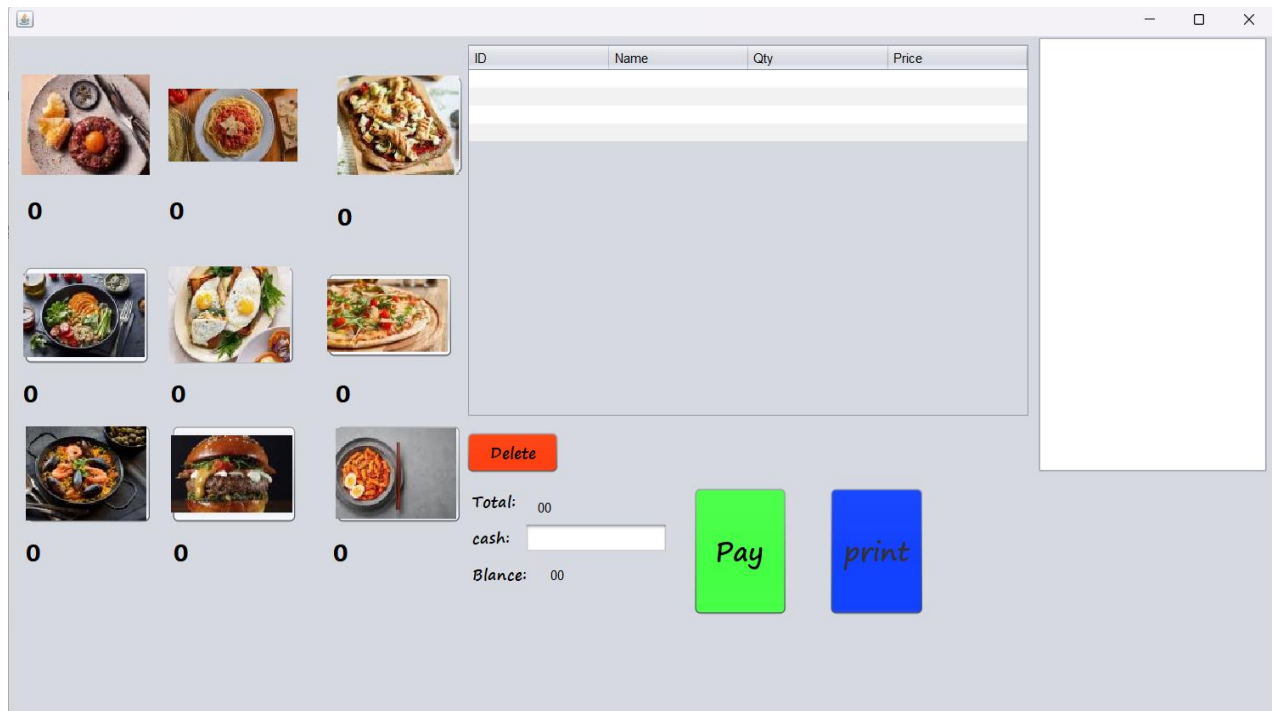 ID Name Qty Price
0 0 0
0 0 0
Delete
Total: 00
cash:
Pay print
0 0 0
Blance: 00